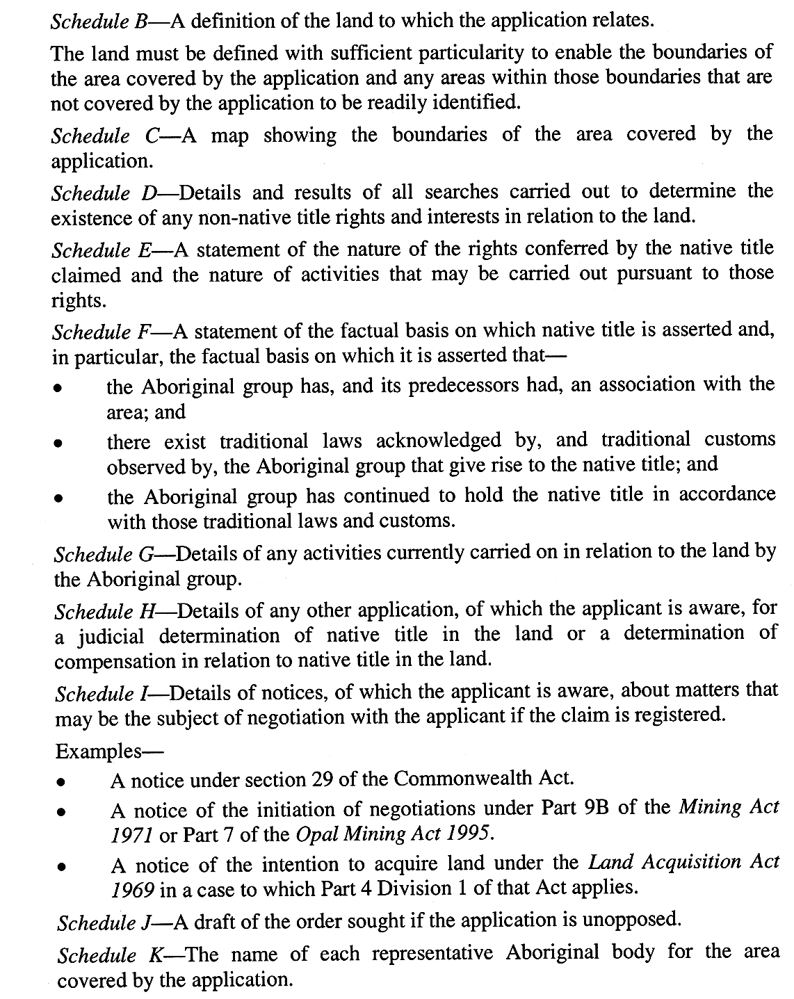 Schedule B—A definition of the land to which the application relates.
The land must be defined with sufficient particularity to enable the boundaries of
the area covered by the application and any areas within those boundaries that are
not covered by the application to be readily identified.
Schedule C—A map showing the boundaries of the area covered by the
application.
Schedule D—Details and results of all searches carried out to determine the
existence of any non-native title rights and interests in relation to the land.
Schedule E—A statement of the nature of the rights conferred by the native title
claimed and the nature of activities that may be carried out pursuant to those
rights.
Schedule F—A statement of the factual basis on which native title is asserted and,
in particular, the factual basis on which it is asserted that—
• the Aboriginal group has, and its predecessors had, an association with the
area; and
• there exist traditional laws acknowledged by, and traditional customs
observed by, the Aboriginal group that give rise to the native title; and
• the Aboriginal group has continued to hold the native title in accordance
with those traditional laws and customs.
Schedule G—Details of any activities currently carried on in relation to the land by
the Aboriginal group.
Schedule H—Details of any other application, of which the applicant is aware, for
a judicial determination of native title in the land or a determination of
compensation in relation to native title in the land.
Schedule I—Details of notices, of which the applicant is aware, about matters that
may be the subject of negotiation with the applicant if the claim is registered.
Examples—
• A notice under section 29 of the Commonwealth Act.
• A notice of the initiation of negotiations under Part 9B of the Mining Act
1971 or Part 7 of the Opal Mining Act 1995.
• A notice of the intention to acquire land under the Land Acquisition Act
1969 in a case to which Part 4 Division 1 of that Act applies.
Schedule J—A draft of the order sought if the application is unopposed.
Schedule K—The name of each representative Aboriginal body for the area
covered by the application.